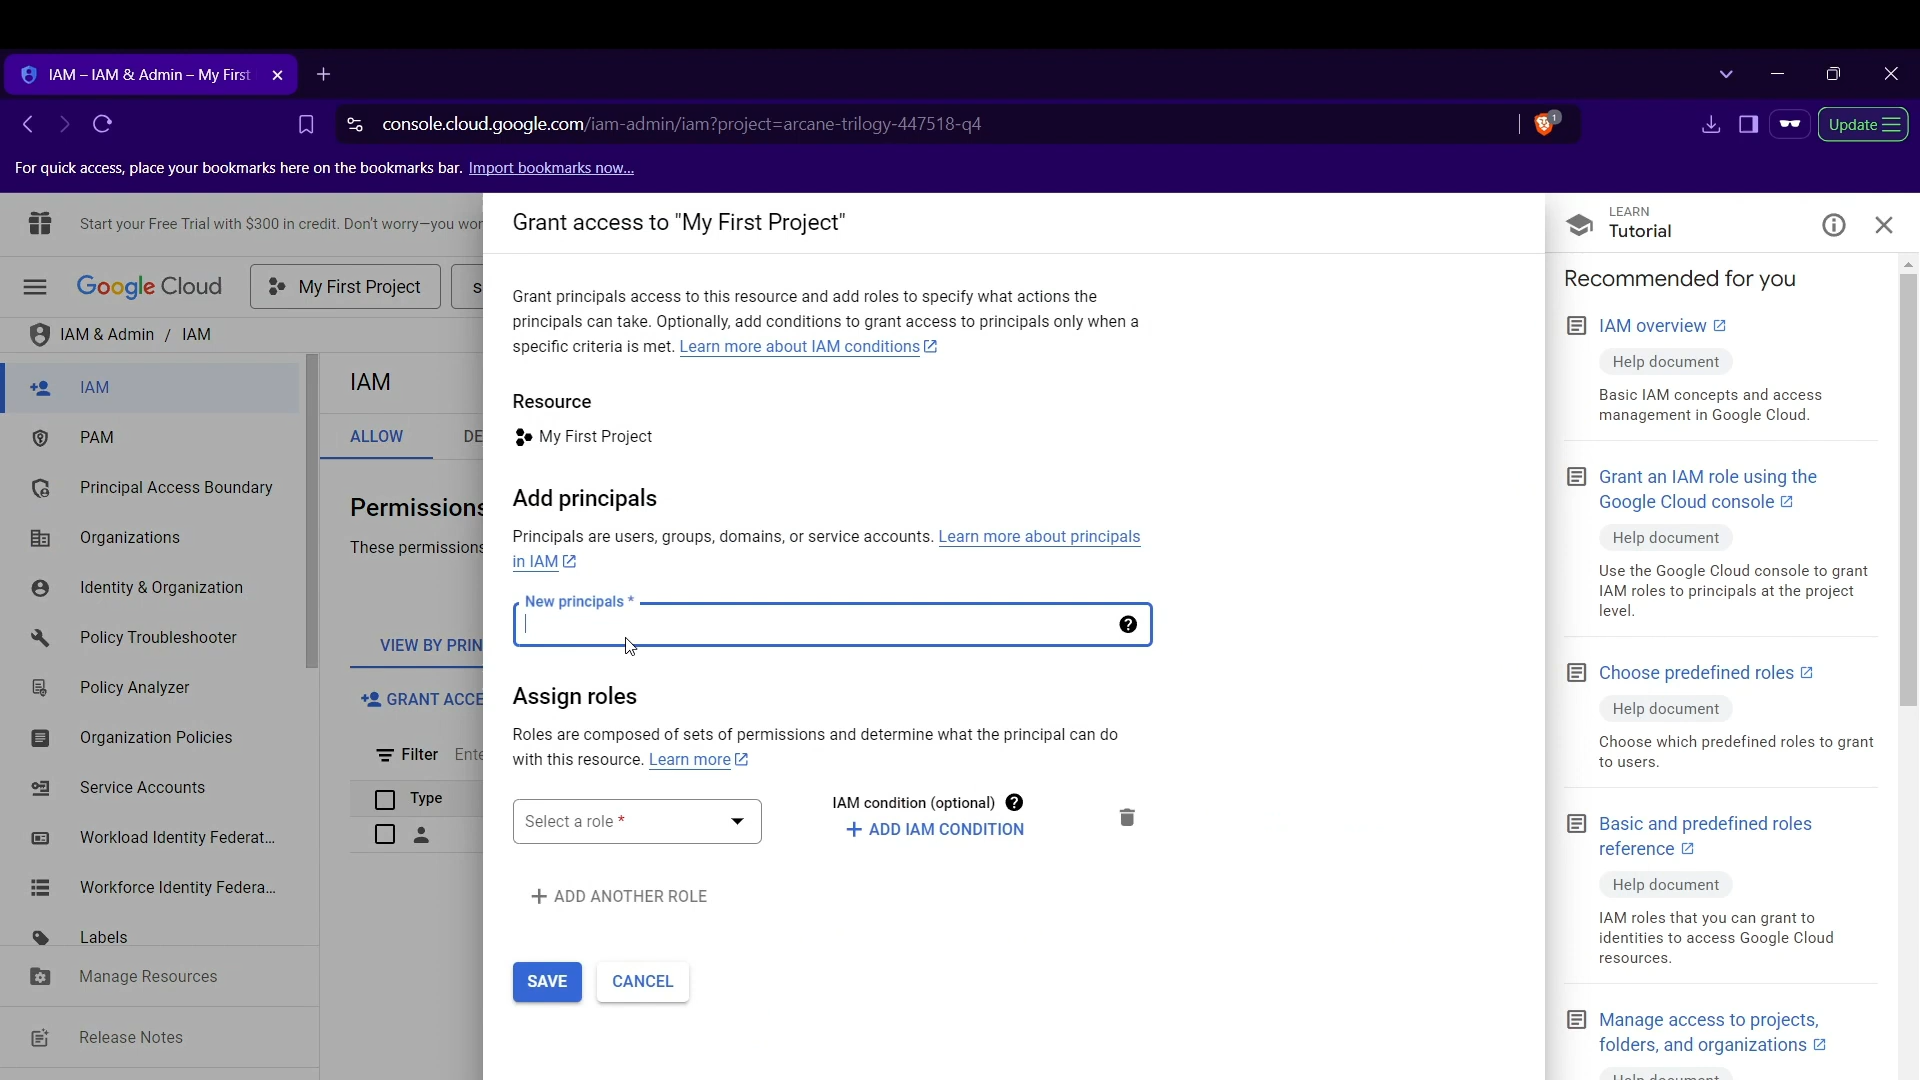 IAM – IAM & Admin – My First
console.cloud.google.com/iam-admin/iam?project=arcane-trilogy-447518-q4
1
Update
For quick access, place your bookmarks here on the bookmarks bar. Import bookmarks now...
Start your Free Trial with $300 in credit. Don't worry—you wor
Google Cloud
My First Project
s
IAM & Admin / IAM
IAM
PAM
Principal Access Boundary
Organizations
Identity & Organization
Policy Troubleshooter
Policy Analyzer
Organization Policies
Service Accounts
Workload Identity Federat...
Workforce Identity Federa...
Labels
Manage Resources
Release Notes
IAM
ALLOW
DE
Permissions
These permissions
VIEW BY PRIN
GRANT ACCE
Filter Ente
Type
Grant access to "My First Project"
Grant principals access to this resource and add roles to specify what actions the
principals can take. Optionally, add conditions to grant access to principals only when a
specific criteria is met. Learn more about IAM conditions
Resource
My First Project
Add principals
Principals are users, groups, domains, or service accounts. Learn more about principals
in IAM
New principals *
Assign roles
Roles are composed of sets of permissions and determine what the principal can do
with this resource. Learn more
Select a role *
IAM condition (optional)
+ ADD IAM CONDITION
+ ADD ANOTHER ROLE
SAVE
CANCEL
LEARN
Tutorial
Recommended for you
IAM overview
Help document
Basic IAM concepts and access
management in Google Cloud.
Grant an IAM role using the
Google Cloud console
Help document
Use the Google Cloud console to grant
IAM roles to principals at the project
level.
Choose predefined roles
Help document
Choose which predefined roles to grant
to users.
Basic and predefined roles
reference
Help document
IAM roles that you can grant to
identities to access Google Cloud
resources.
Manage access to projects,
folders, and organizations
Help document